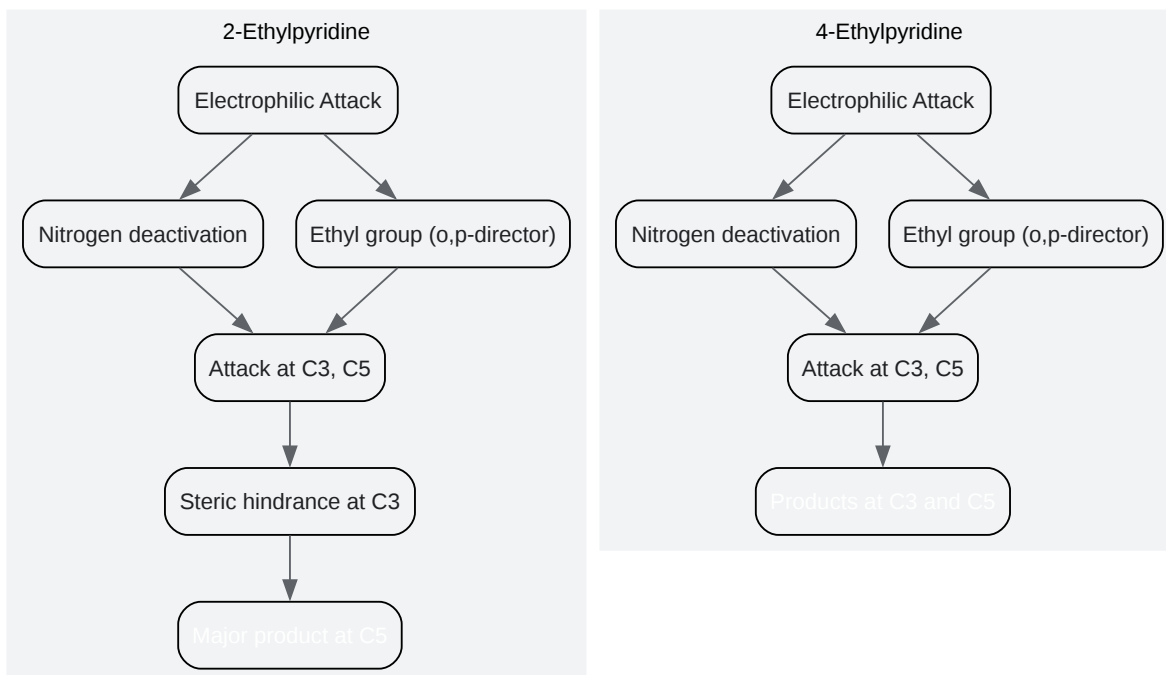 2-Ethylpyridine
Electrophilic Attack
Nitrogen deactivation
Ethyl group (o,p-director)
Attack at C3, C5
Steric hindrance at C3
Major product at C5
4-Ethylpyridine
Electrophilic Attack
Nitrogen deactivation
Ethyl group (o,p-director)
Attack at C3, C5
Products at C3 and C5